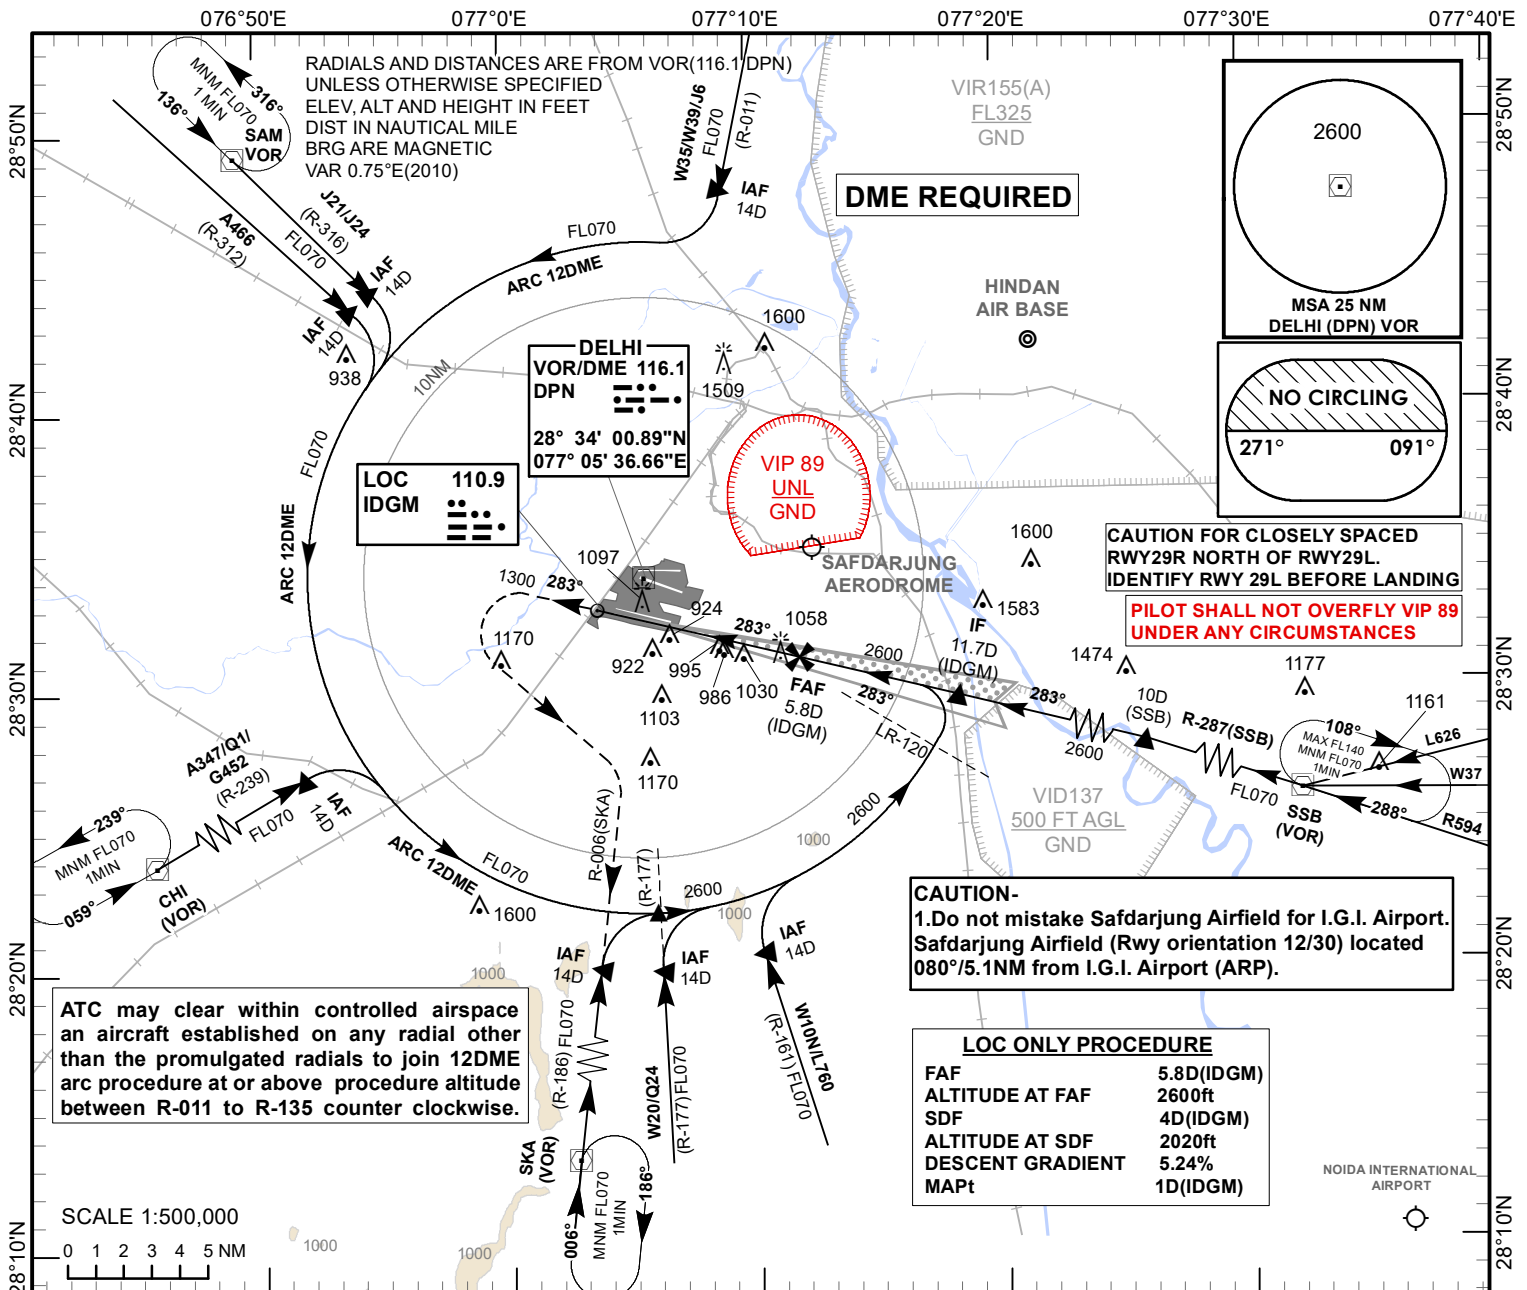 076°50'E
077°0'E
077°10'E
077°20'E
077°30'E
077°40'E
28°50'N
28°40'N
28°30'N
28°20'N
28°10'N
28°50'N
28°40'N
28°30'N
28°20'N
28°10'N
RADIALS AND DISTANCES ARE FROM VOR(116.1 DPN)
UNLESS OTHERWISE SPECIFIED
ELEV, ALT AND HEIGHT IN FEET
DIST IN NAUTICAL MILE
BRG ARE MAGNETIC
VAR 0.75°E(2010)
MNM FL070
1 MIN
316°
136°
SAM
VOR
J21/J24
(R-316)
A466
(R-312)
FL070
IAF
14D
IAF
14D
938
W35/W39/J6
FL070
(R-011)
IAF
14D
FL070
ARC 12DME
VIR155(A)
FL325
GND
DME REQUIRED
2600
MSA 25 NM
DELHI (DPN) VOR
HINDAN
AIR BASE
NO CIRCLING
271°
091°
10NM
1600
1509
DELHI
VOR/DME 116.1
DPN
28° 34' 00.89"N
077° 05' 36.66"E
LOC 110.9
IDGM
VIP 89
UNL
GND
SAFDARJUNG
AERODROME
CAUTION FOR CLOSELY SPACED
RWY29R NORTH OF RWY29L.
IDENTIFY RWY 29L BEFORE LANDING
PILOT SHALL NOT OVERFLY VIP 89
UNDER ANY CIRCUMSTANCES
FL070
ARC 12DME
1097
1300
283°
1170
924
922
995
986
1030
1103
1170
1058
283°
FAF
5.8D
(IDGM)
283°
2600
IF
11.7D
(IDGM)
1600
1583
LR-120
283°
2600
1474
10D
(SSB)
R-287(SSB)
FL070
1177
1161
108°
MAX FL140
MNM FL070
1MIN
L626
W37
288°
R594
SSB
(VOR)
VID137
500 FT AGL
GND
A347/Q1/
G452
(R-239)
FL070
IAF
14D
239°
MNM FL070
1MIN
059°
CHI
(VOR)
ARC 12DME
FL070
1600
R-006(SKA)
(R-177)
2600
2600
1000
1000
1000
IAF
14D
IAF
14D
IAF
14D
(R-186) FL070
W20/Q24
(R-177) FL070
W10N/L760
(R-161) FL070
SKA
(VOR)
006°
MNM FL070
1MIN
186°
CAUTION-
1.Do not mistake Safdarjung Airfield for I.G.I. Airport.
Safdarjung Airfield (Rwy orientation 12/30) located
080°/5.1NM from I.G.I. Airport (ARP).
ATC may clear within controlled airspace
an aircraft established on any radial other
than the promulgated radials to join 12DME
arc procedure at or above procedure altitude
between R-011 to R-135 counter clockwise.
LOC ONLY PROCEDURE
FAF 5.8D(IDGM)
ALTITUDE AT FAF 2600ft
SDF 4D(IDGM)
ALTITUDE AT SDF 2020ft
DESCENT GRADIENT 5.24%
MAPt 1D(IDGM)
NOIDA INTERNATIONAL
AIRPORT
SCALE 1:500,000
0 1 2 3 4 5 NM
1000
1000